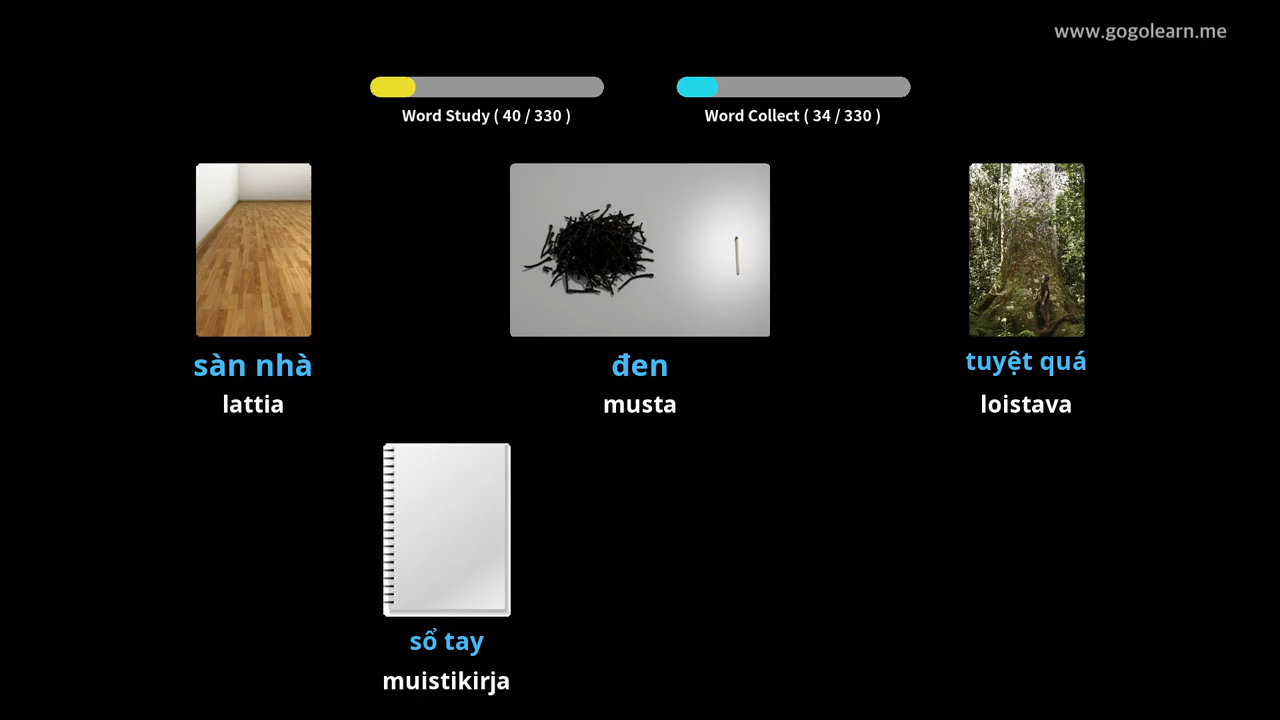 www.gogolearn.me
Word Study ( 40 / 330 )
Word Collect ( 34 / 330 )
sàn nhà
lattia
đen
musta
tuyệt quá
loistava
sổ tay
muistikirja